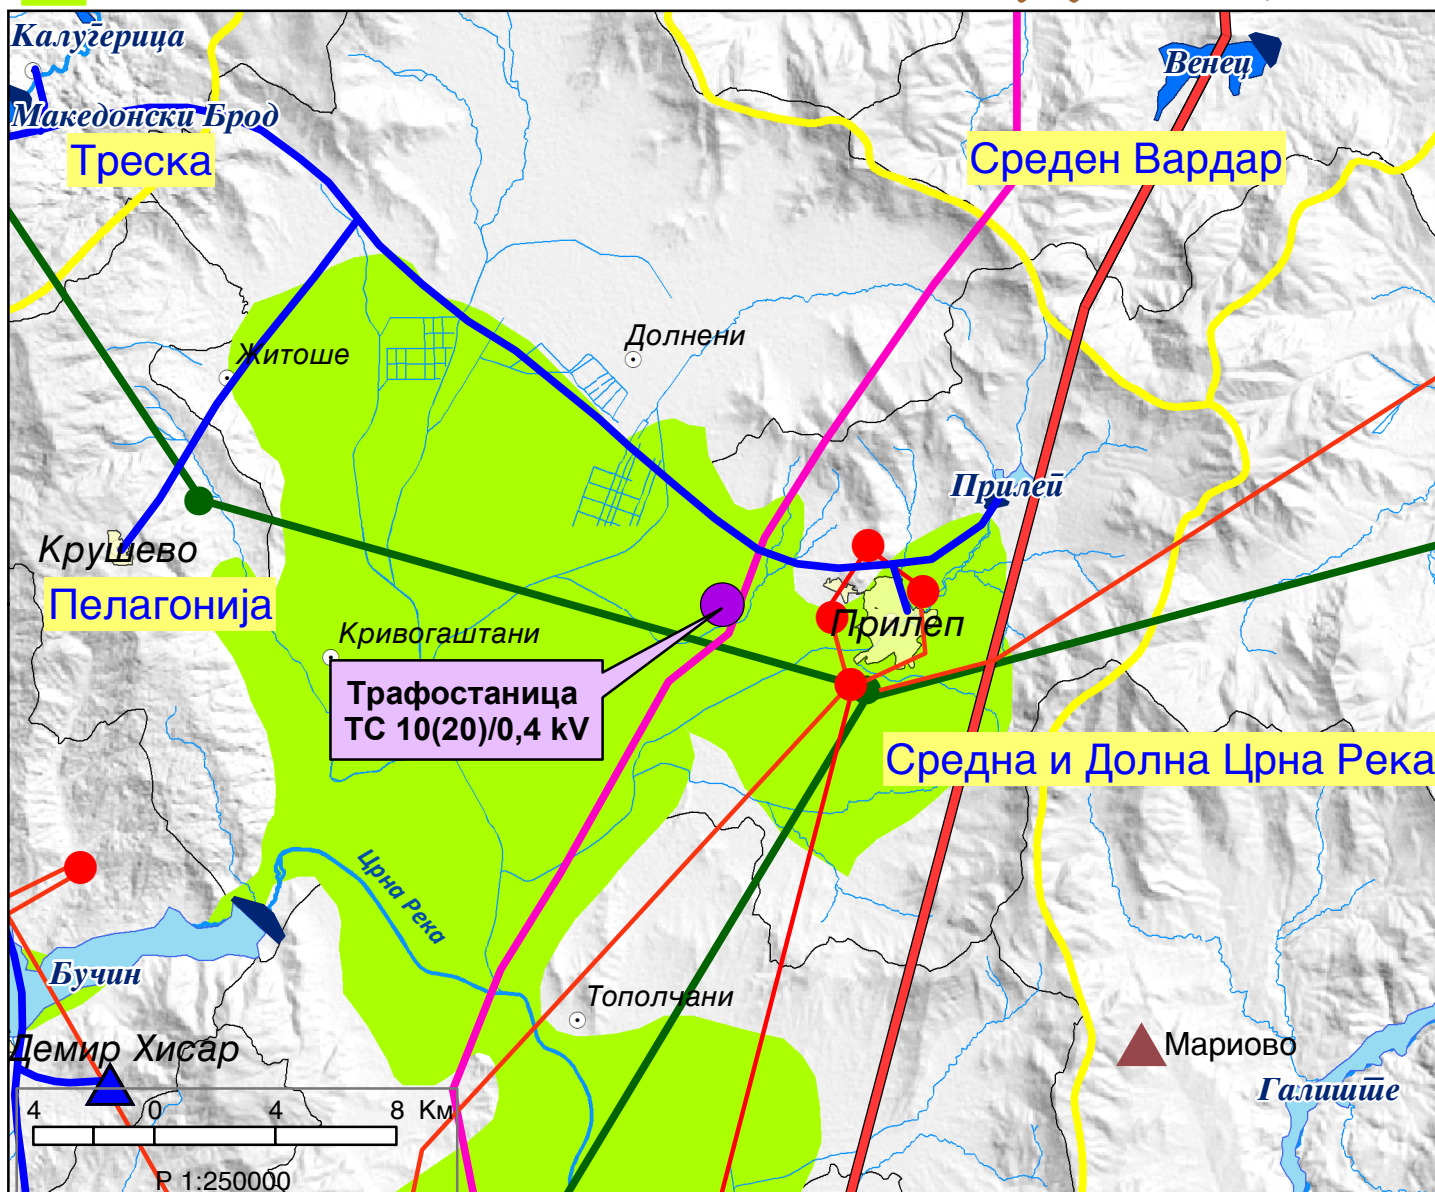 Калуѓерица
Венец
Македонски Брод
Треска
Среден Вардар
Долнени
Житоше
Прилеп
Крушево
Пелагонија
Кривогаштани
Прилеп
Трафостаница
ТС 10(20)/0,4 kV
Средна и Долна Црна Река
Црна Река
Бучин
Тополчани
Демир Хисар
Мариово
Галиште
4 0 4 8 Км
Р 1:250000